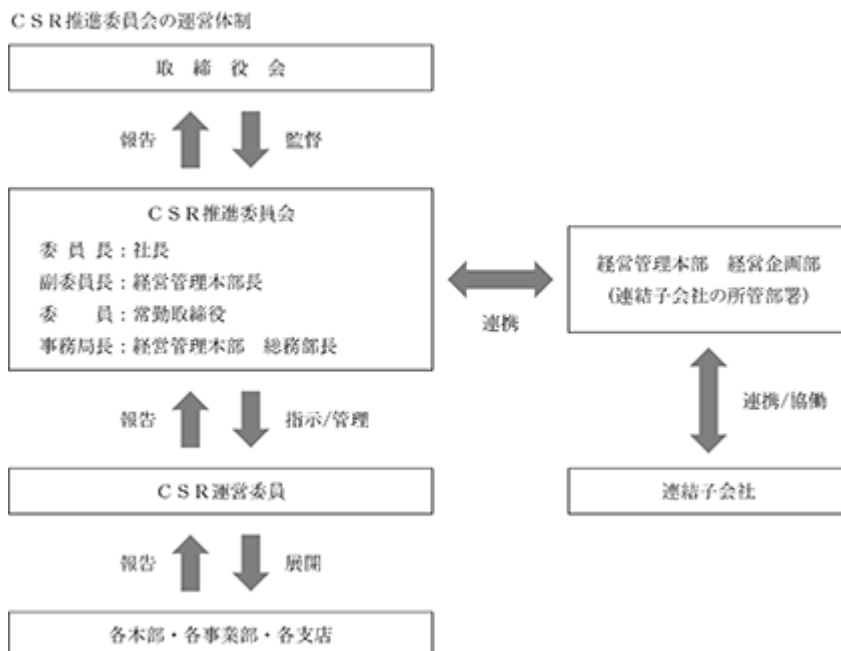 CSR推進委員会の運営体制
取締役会
報告
監督
CSR推進委員会
委員長：社長
副委員長：経営管理本部長
委員：常勤取締役
事務局長：経営管理本部 総務部長
連携
経営管理本部 経営企画部
(連結子会社の所管部署)
報告
指示/管理
連携/協働
CSR運営委員
連結子会社
報告
展開
各本部・各事業部・各支店